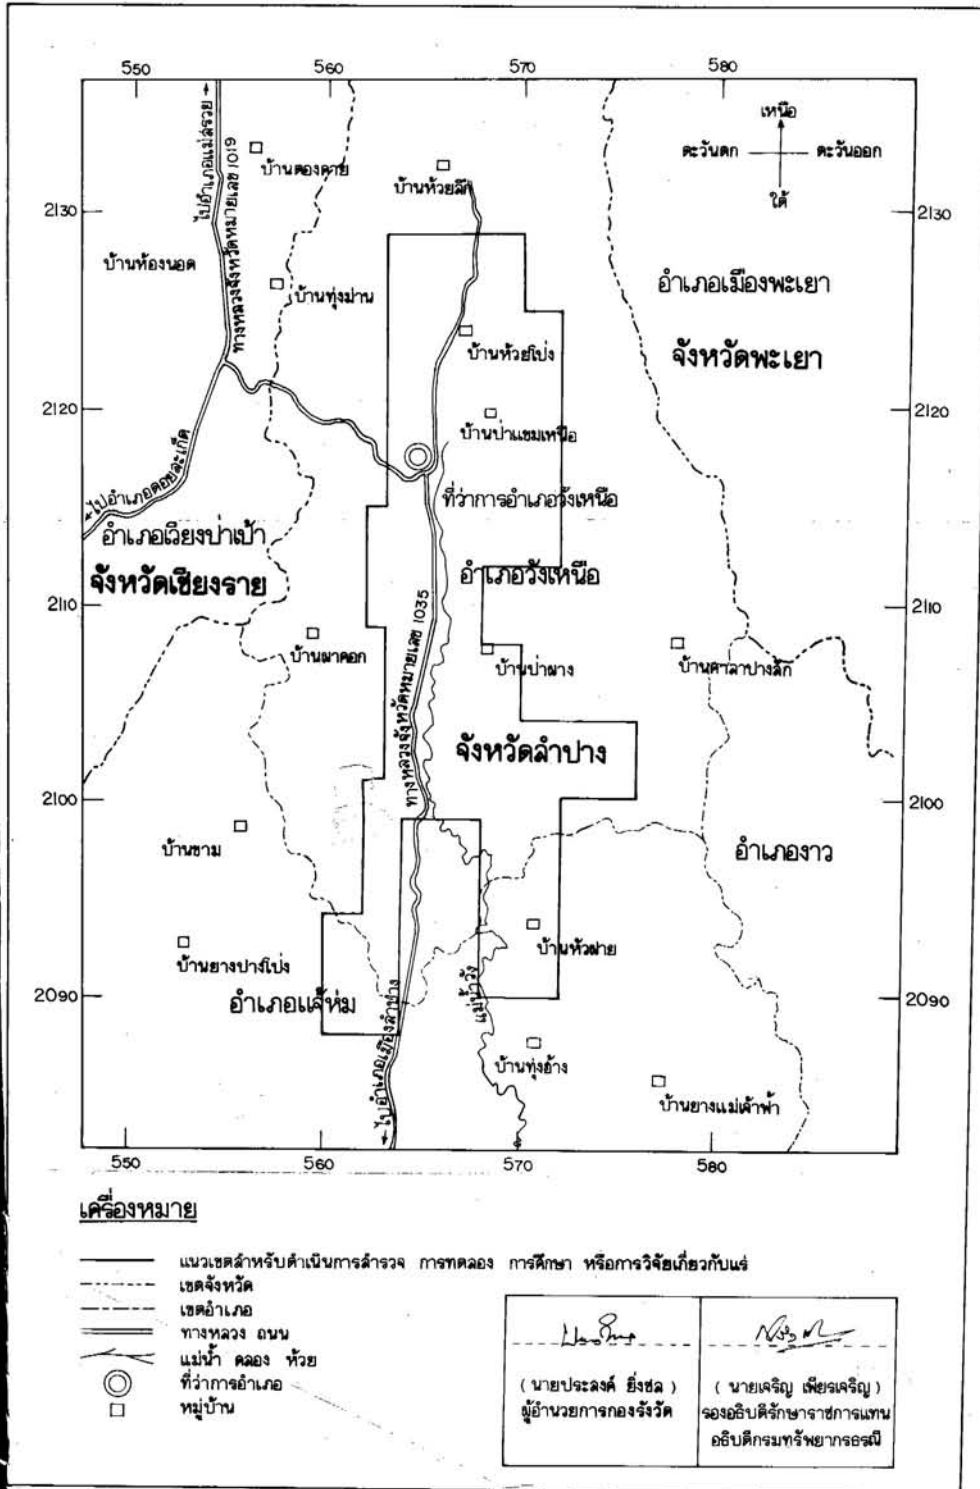 550 560 570 580
เหนือ
ตะวันตก ตะวันออก
ใต้
ไปอำเภอแม่สรวย
ทางหลวงจังหวัดหมายเลข 1019
บ้านตองตาย
บ้านห้วยลึก
2130 2130
บ้านห้องนอด
บ้านทุ่งม่าน
อำเภอเมืองพะเยา
จังหวัดพะเยา
บ้านห้วยโป่ง
2120 2120
บ้านป่าแขมเหนือ
ไปอำเภอดอยสะเก็ด
ที่ว่าการอำเภอวังเหนือ
อำเภอเวียงป่าเป้า
จังหวัดเชียงราย
อำเภอวังเหนือ
2110 2110
ทางหลวงจังหวัดหมายเลข 1035
บ้านผาคอก
บ้านป่าผาง
บ้านศาลาปางลึก
จังหวัดลำปาง
2100 2100
บ้านขาม
อำเภองาว
บ้านหัวฝาย
บ้านยางปางโป่ง
2090 2090
อำเภอแจ้ห่ม
แม่น้ำวัง
ไปอำเภอเมืองลำปาง
บ้านทุ่งฮ้าง
บ้านยางแม่เจ้าฟ้า
550 560 570 580
เครื่องหมาย
แนวเขตสำหรับดำเนินการสำรวจ การทดลอง การศึกษา หรือการวิจัยเกี่ยวกับแร่
เขตจังหวัด
เขตอำเภอ
ทางหลวง ถนน
แม่น้ำ คลอง ห้วย
ที่ว่าการอำเภอ
หมู่บ้าน
( นายประสงค์ ยิ่งชล )
ผู้อำนวยการกองรังวัด
( นายเจริญ เพียรเจริญ )
รองอธิบดีรักษาราชการแทน
อธิบดีกรมทรัพยากรธรณี